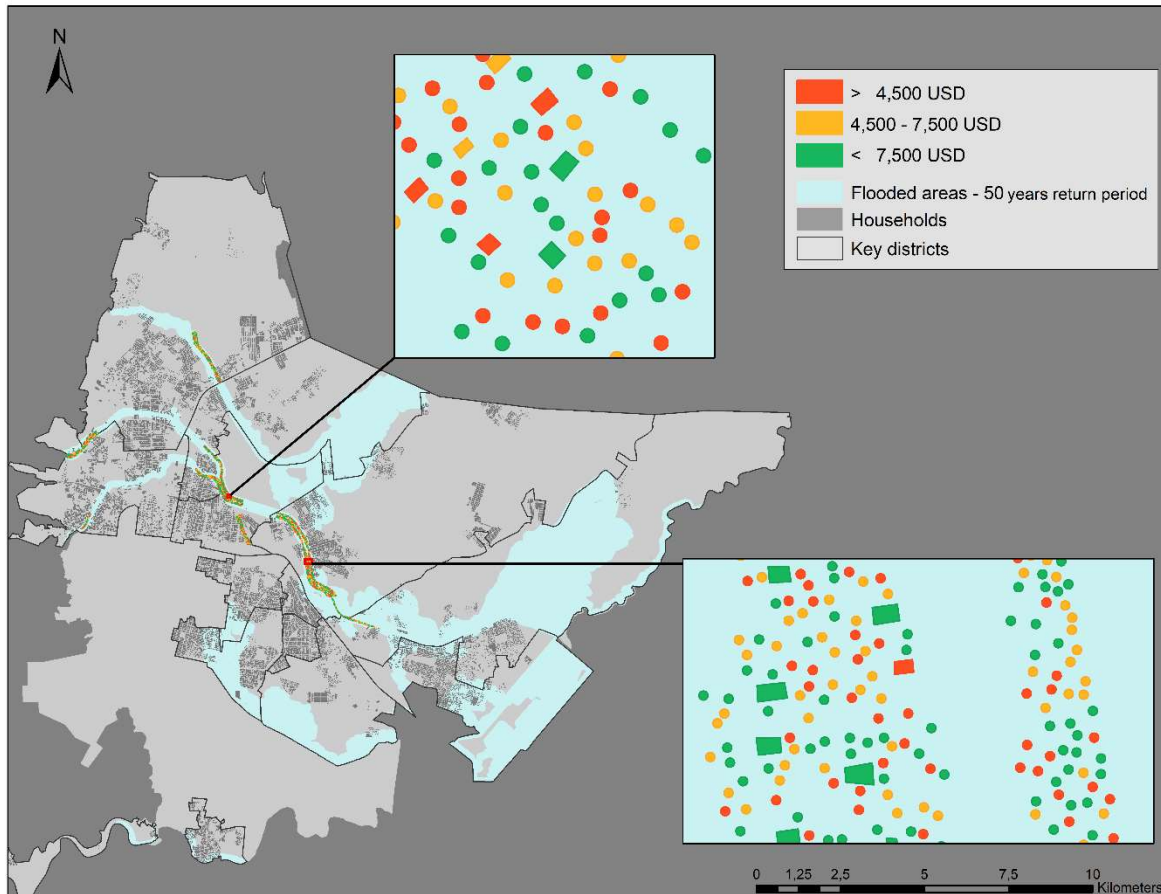 N
> 4,500 USD
4,500 - 7,500 USD
< 7,500 USD
Flooded areas - 50 years return period
Households
Key districts
0 1,25 2,5 5 7,5 10
Kilometers